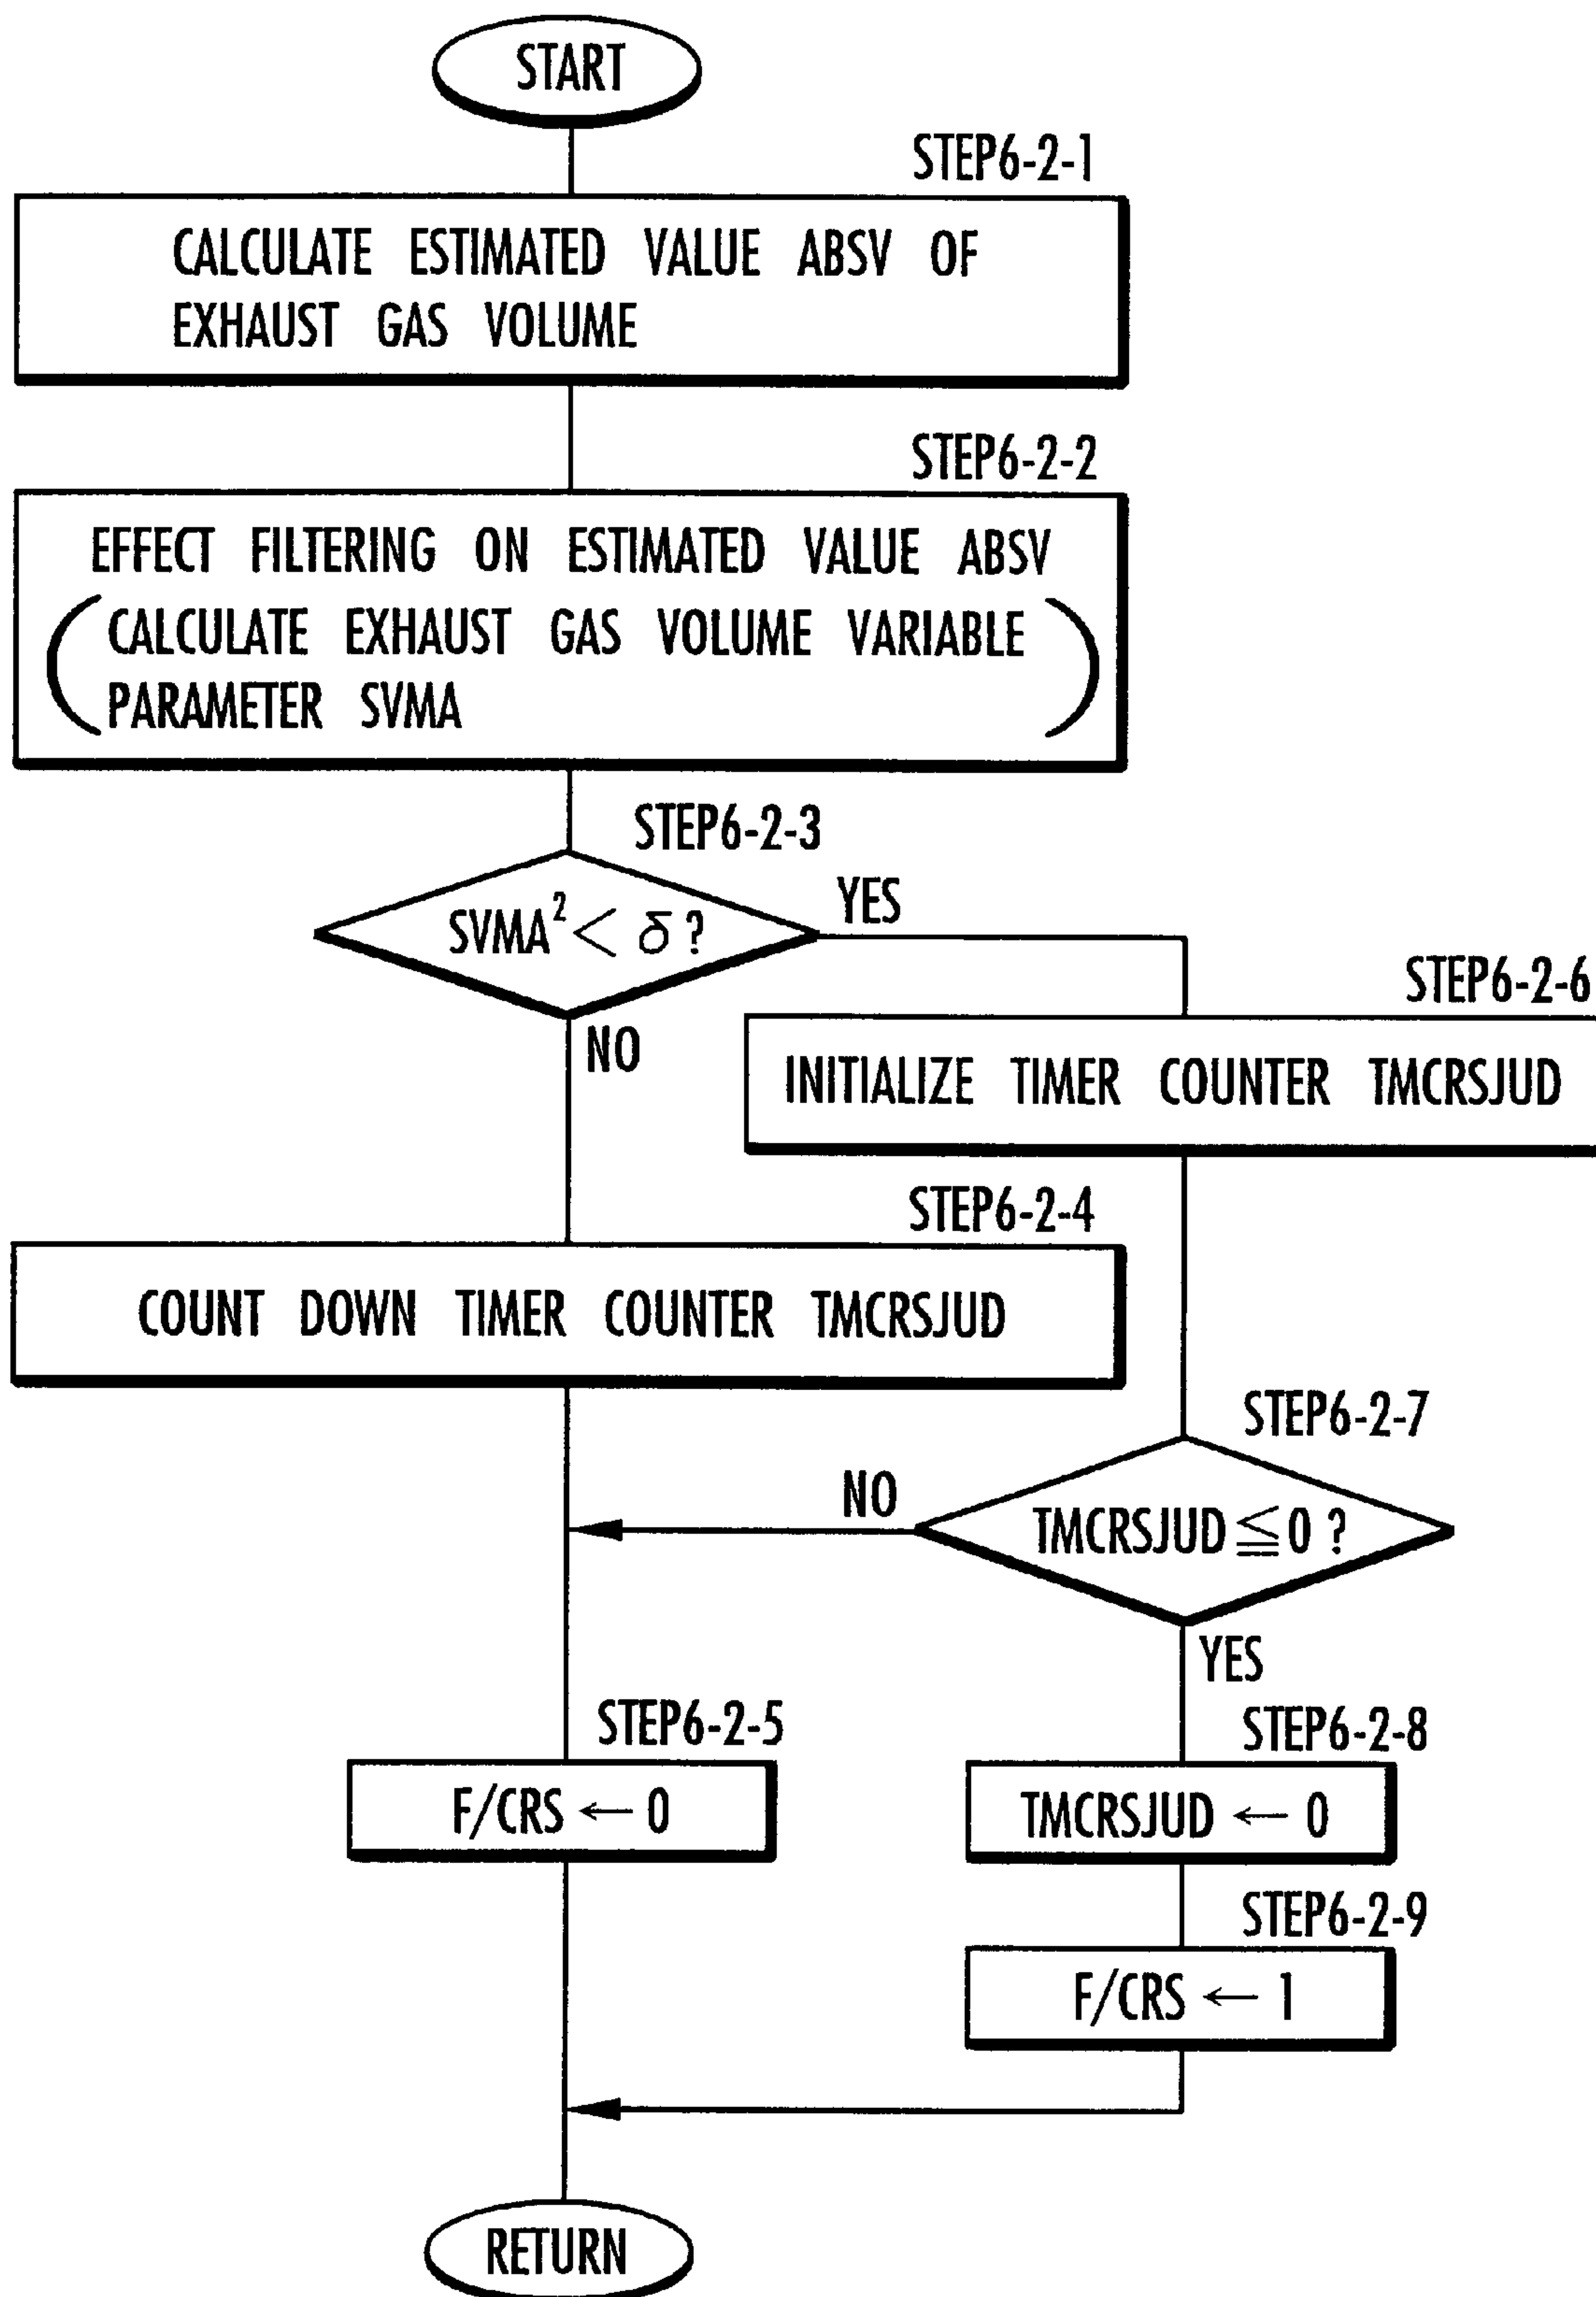 START
STEP6-2-1
CALCULATE ESTIMATED VALUE ABSV OF
EXHAUST GAS VOLUME
STEP6-2-2
EFFECT FILTERING ON ESTIMATED VALUE ABSV
(CALCULATE EXHAUST GAS VOLUME VARIABLE
PARAMETER SVMA)
STEP6-2-3
SVMA² < δ ?
YES
NO
STEP6-2-6
INITIALIZE TIMER COUNTER TMCRSJUD
STEP6-2-4
COUNT DOWN TIMER COUNTER TMCRSJUD
STEP6-2-7
NO
TMCRSJUD ≦ 0 ?
YES
STEP6-2-5
F/CRS ← 0
STEP6-2-8
TMCRSJUD ← 0
STEP6-2-9
F/CRS ← 1
RETURN